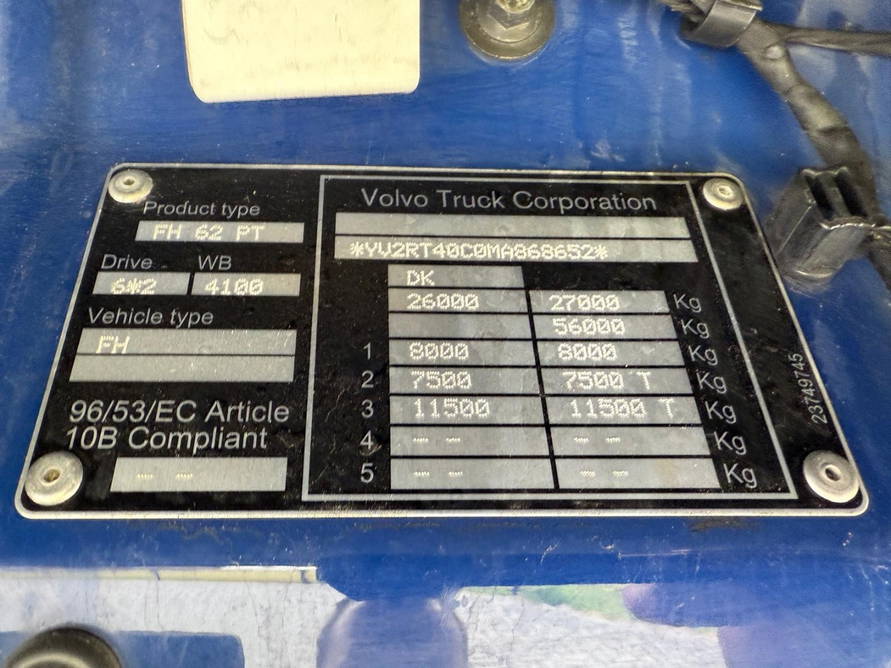 Product type
FH 62 PT
Drive WB
6*2 4100
Vehicle type
FH
96/53/EC Article
10B Compliant
-- --
Volvo Truck Corporation
*YV2RT40C0MA868652*
DK
26000 27000 Kg
56000 Kg
1 8000 8000 Kg
2 7500 7500 T Kg
3 11500 11500 T Kg
4 -- -- -- -- Kg
5 -- -- -- -- Kg
23749745